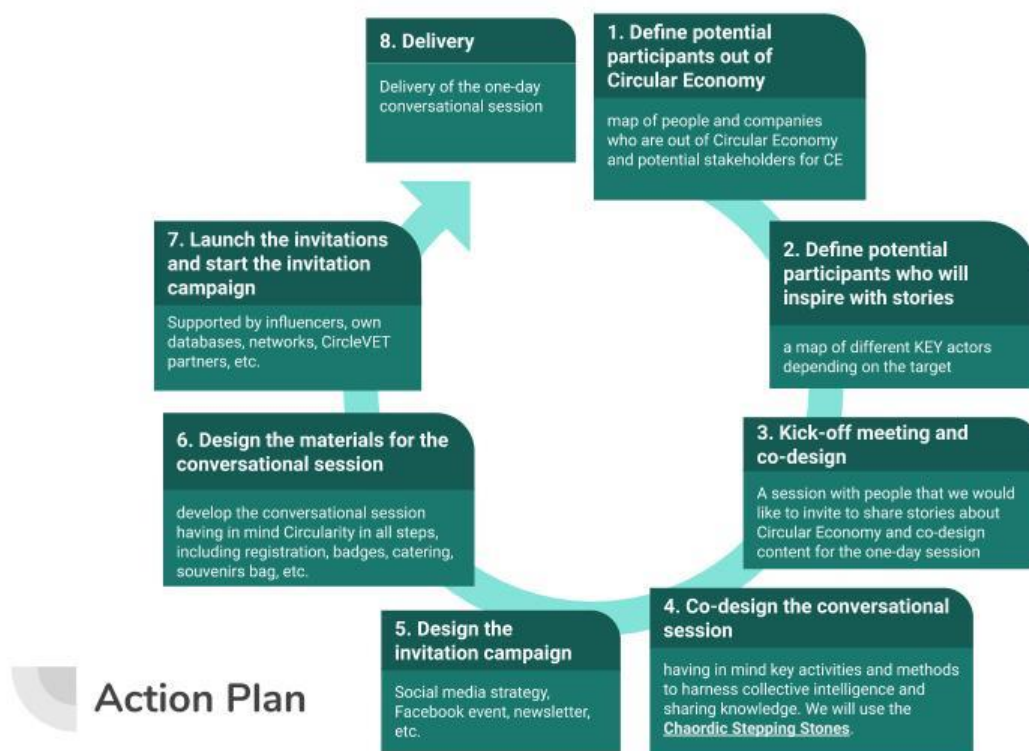 1. Define potential
participants out of
Circular Economy
map of people and companies
who are out of Circular Economy
and potential stakeholders for CE
2. Define potential
participants who will
inspire with stories
a map of different KEY actors
depending on the target
3. Kick-off meeting and
co-design
A session with people that we would
like to invite to share stories about
Circular Economy and co-design
content for the one-day session
4. Co-design the conversational
session
having in mind key activities and methods
to harness collective intelligence and
sharing knowledge. We will use the
Chaordic Stepping Stones.
5. Design the
invitation campaign
Social media strategy,
Facebook event, newsletter,
etc.
6. Design the materials for the
conversational session
develop the conversational session
having in mind Circularity in all steps,
including registration, badges, catering,
souvenirs bag, etc.
7. Launch the invitations
and start the invitation
campaign
Supported by influencers, own
databases, networks, CircleVET
partners, etc.
8. Delivery
Delivery of the one-day
conversational session
Action Plan